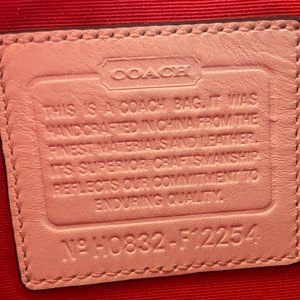 COACH
THIS IS A COACH BAG. IT WAS
HANDCRAFTED IN CHINA FROM THE
FINEST MATERIALS AND LEATHER.
IT'S SUPERIOR CRAFTSMANSHIP
REFLECTS OUR COMMITMENT TO
ENDURING QUALITY.
Nº H0832-F12254